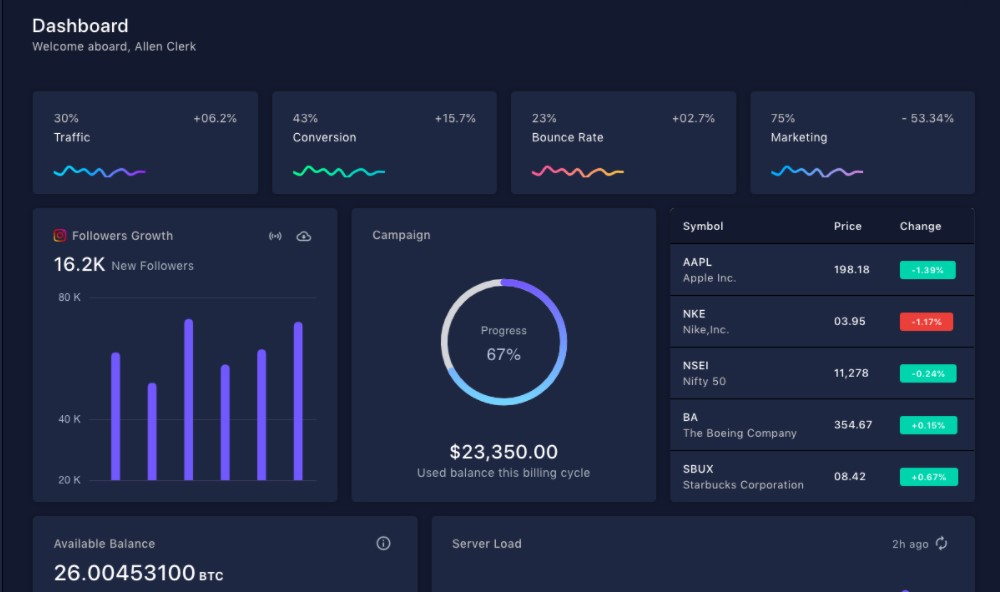 Dashboard
Welcome aboard, Allen Clerk
30% +06.2%
Traffic
43% +15.7%
Conversion
23% +02.7%
Bounce Rate
75% - 53.34%
Marketing
Followers Growth
16.2K New Followers
80 K
40 K
20 K
Campaign
Progress
67%
$23,350.00
Used balance this billing cycle
Symbol Price Change
AAPL
Apple Inc.
198.18 -1.39%
NKE
Nike,Inc.
03.95 -1.17%
NSEI
Nifty 50
11,278 -0.24%
BA
The Boeing Company
354.67 +0.15%
SBUX
Starbucks Corporation
08.42 +0.67%
Available Balance
26.00453100 BTC
Server Load
2h ago